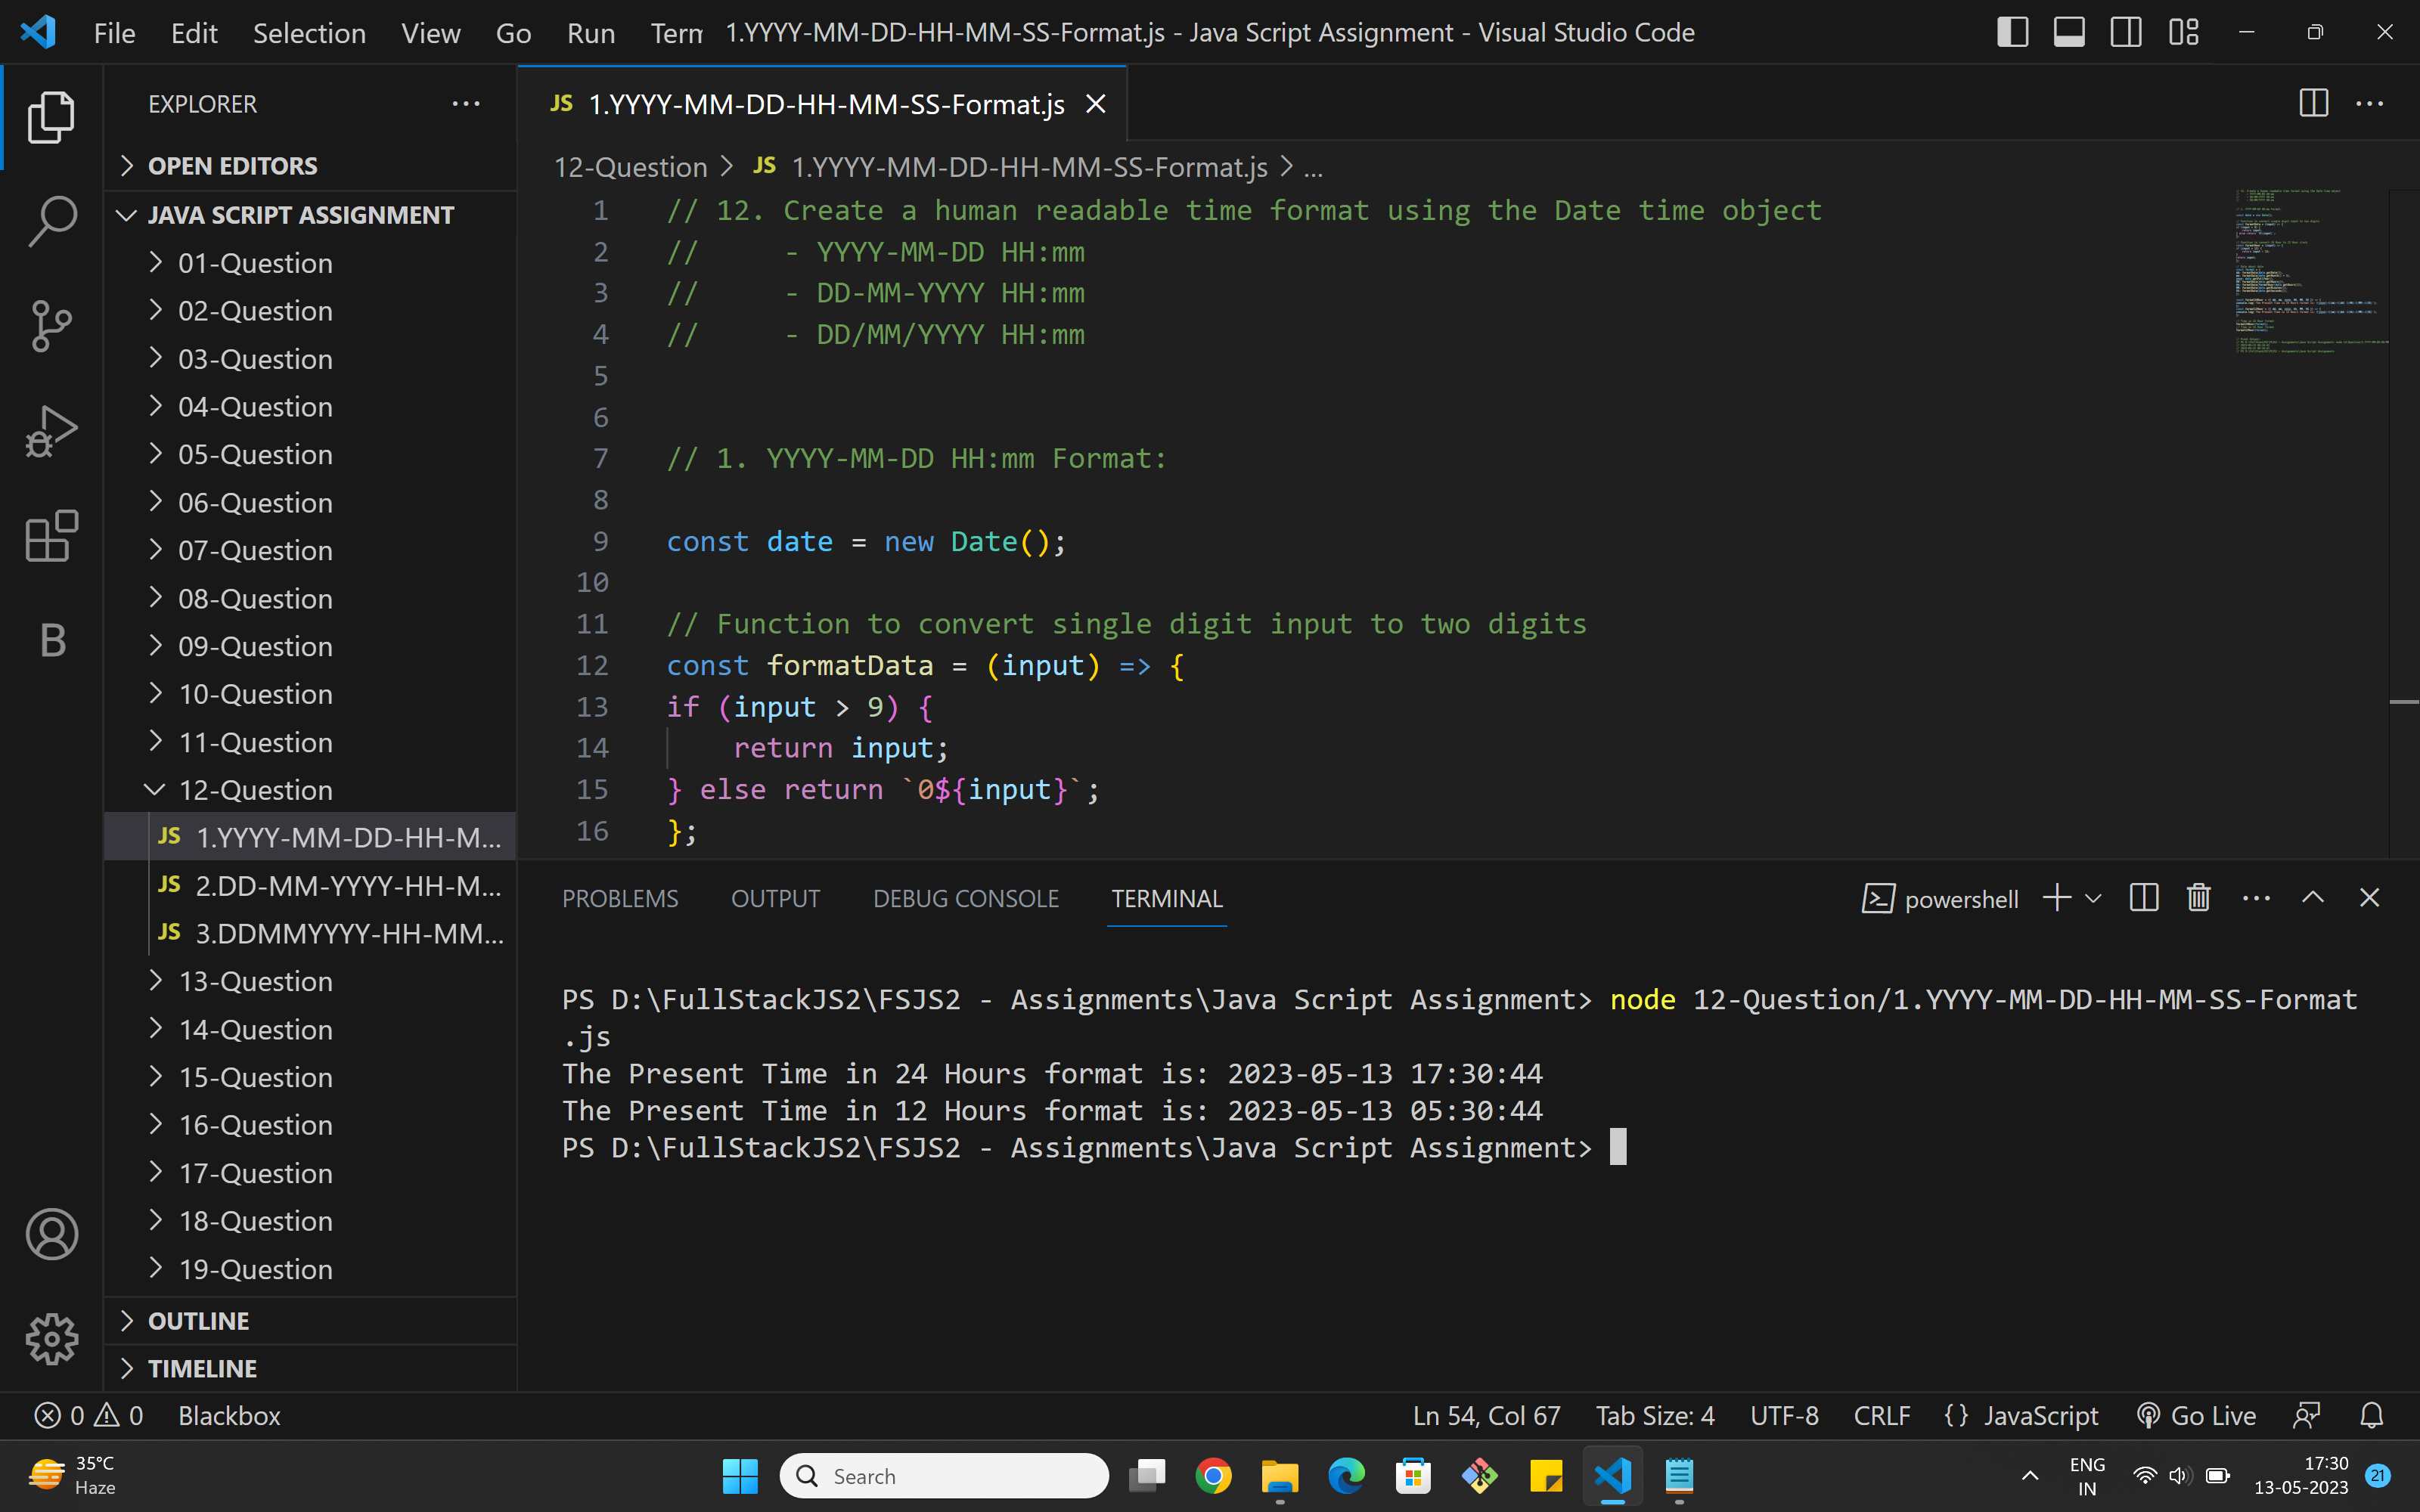 File Edit Selection View Go Run Term 1.YYYY-MM-DD-HH-MM-SS-Format.js - Java Script Assignment - Visual Studio Code
EXPLORER
OPEN EDITORS
JAVA SCRIPT ASSIGNMENT
01-Question
02-Question
03-Question
04-Question
05-Question
06-Question
07-Question
08-Question
09-Question
10-Question
11-Question
12-Question
JS 1.YYYY-MM-DD-HH-M...
JS 2.DD-MM-YYYY-HH-M...
JS 3.DDMMYYYY-HH-MM...
13-Question
14-Question
15-Question
16-Question
17-Question
18-Question
19-Question
OUTLINE
TIMELINE
B
JS 1.YYYY-MM-DD-HH-MM-SS-Format.js
12-Question > JS 1.YYYY-MM-DD-HH-MM-SS-Format.js > ...
1 // 12. Create a human readable time format using the Date time object
2 //     - YYYY-MM-DD HH:mm
3 //     - DD-MM-YYYY HH:mm
4 //     - DD/MM/YYYY HH:mm
5
6
7 // 1. YYYY-MM-DD HH:mm Format:
8
9 const date = new Date();
10
11 // Function to convert single digit input to two digits
12 const formatData = (input) => {
13 if (input > 9) {
14     return input;
15 } else return `0${input}`;
16 };
PROBLEMS OUTPUT DEBUG CONSOLE TERMINAL powershell
PS D:\FullStackJS2\FSJS2 - Assignments\Java Script Assignment> node 12-Question/1.YYYY-MM-DD-HH-MM-SS-Format
.js
The Present Time in 24 Hours format is: 2023-05-13 17:30:44
The Present Time in 12 Hours format is: 2023-05-13 05:30:44
PS D:\FullStackJS2\FSJS2 - Assignments\Java Script Assignment>
0 0 Blackbox Ln 54, Col 67 Tab Size: 4 UTF-8 CRLF {} JavaScript Go Live
35°C
Haze
Search
ENG
IN
17:30
13-05-2023
21